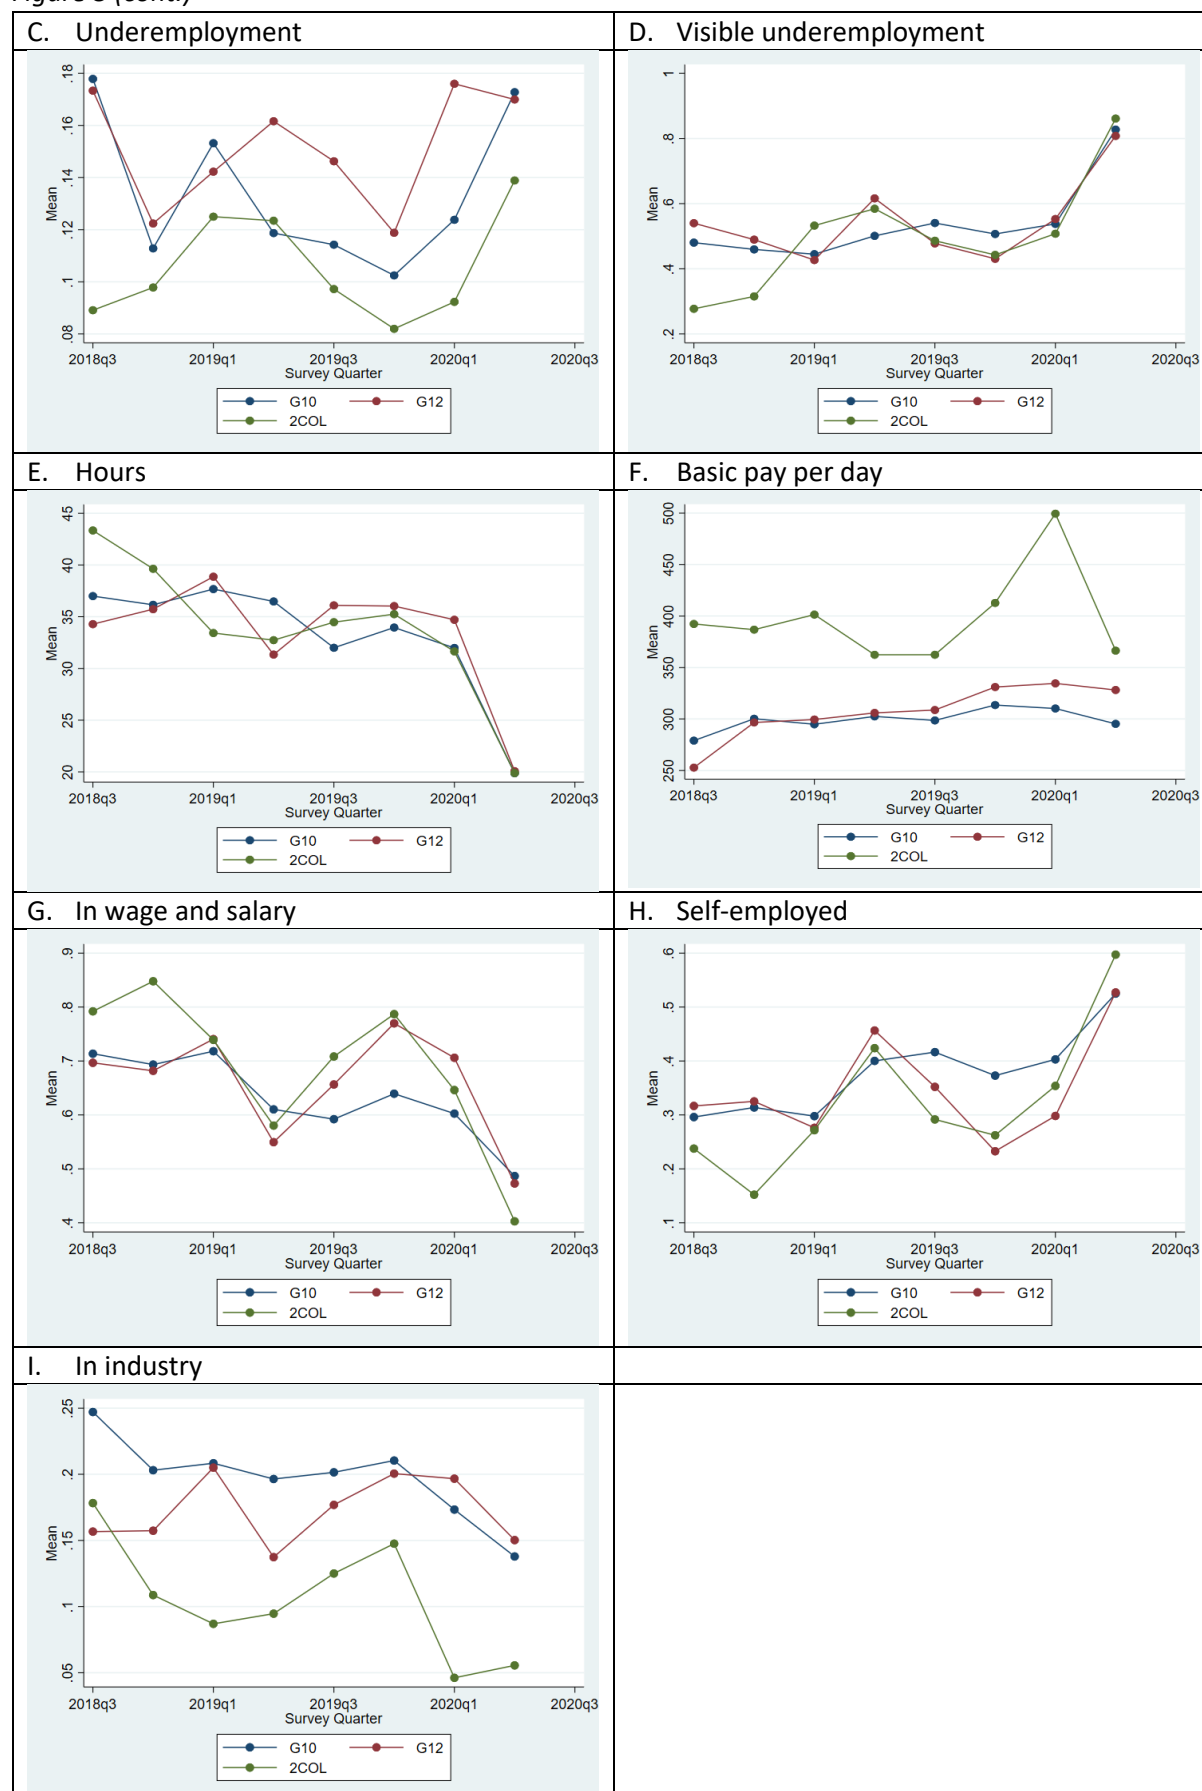 C. Underemployment
D. Visible underemployment
.18
.16
.14
.12
.1
.08
Mean
2018q3 2019q1 2019q3 2020q1 2020q3
Survey Quarter
G10 G12
2COL
1
.8
.6
.4
.2
Mean
2018q3 2019q1 2019q3 2020q1 2020q3
Survey Quarter
G10 G12
2COL
E. Hours
F. Basic pay per day
45
40
35
30
25
20
Mean
2018q3 2019q1 2019q3 2020q1 2020q3
Survey Quarter
G10 G12
2COL
500
450
400
350
300
250
Mean
2018q3 2019q1 2019q3 2020q1 2020q3
Survey Quarter
G10 G12
2COL
G. In wage and salary
H. Self-employed
.9
.8
.7
.6
.5
.4
Mean
2018q3 2019q1 2019q3 2020q1 2020q3
Survey Quarter
G10 G12
2COL
.6
.5
.4
.3
.2
.1
Mean
2018q3 2019q1 2019q3 2020q1 2020q3
Survey Quarter
G10 G12
2COL
I. In industry
.25
.2
.15
.1
.05
Mean
2018q3 2019q1 2019q3 2020q1 2020q3
Survey Quarter
G10 G12
2COL